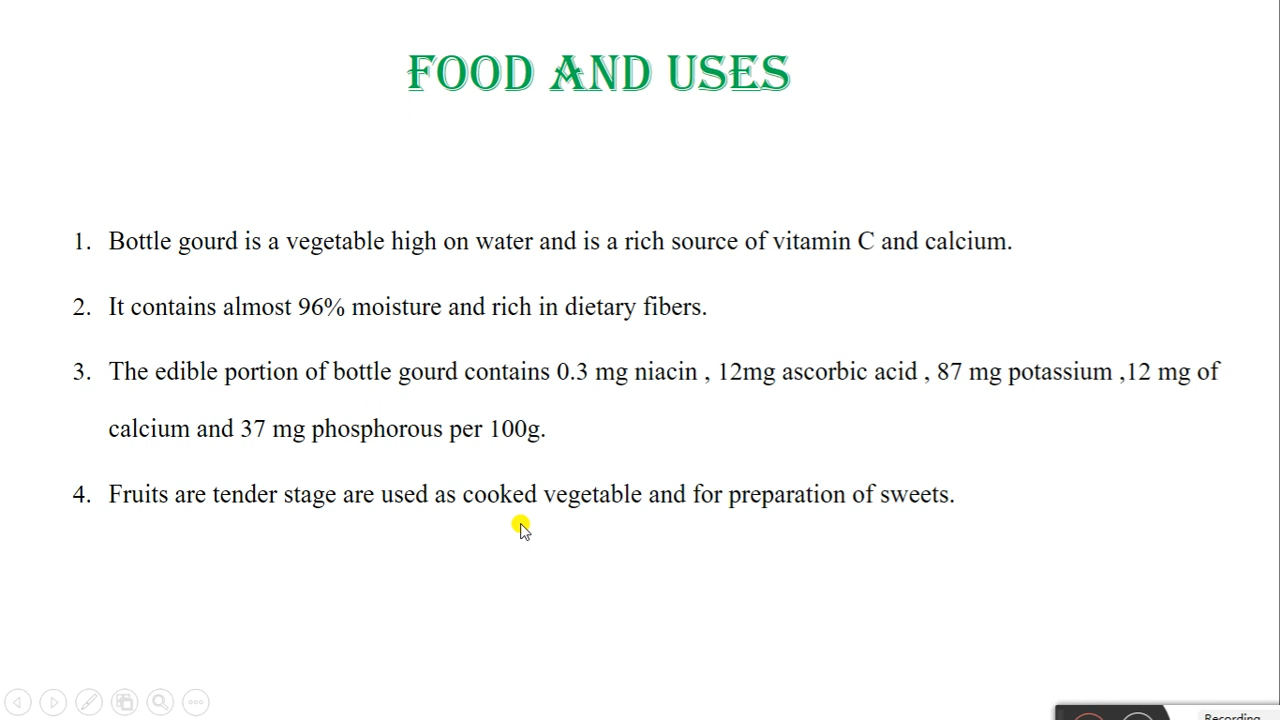 FOOD AND USES
1. Bottle gourd is a vegetable high on water and is a rich source of vitamin C and calcium.
2. It contains almost 96% moisture and rich in dietary fibers.
3. The edible portion of bottle gourd contains 0.3 mg niacin , 12mg ascorbic acid , 87 mg potassium ,12 mg of
calcium and 37 mg phosphorous per 100g.
4. Fruits are tender stage are used as cooked vegetable and for preparation of sweets.
Recording